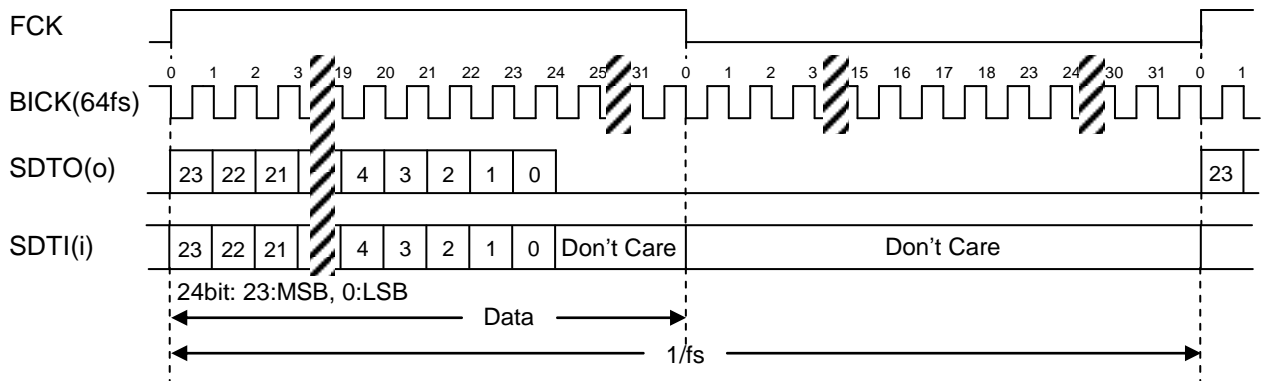 FCK
0 1 2 3 19 20 21 22 23 24 25 31 0 1 2 3 15 16 17 18 23 24 30 31 0 1
BICK(64fs)
SDTO(o) 23 22 21 4 3 2 1 0 23
SDTI(i) 23 22 21 4 3 2 1 0 Don't Care Don't Care
24bit: 23:MSB, 0:LSB
Data
1/fs